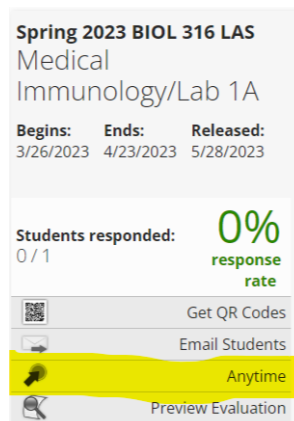 Spring 2023 BIOL 316 LAS
Medical
Immunology/Lab 1A
Begins: Ends: Released:
3/26/2023 4/23/2023 5/28/2023
Students responded: 0%
0 / 1 response
rate
Get QR Codes
Email Students
Anytime
Preview Evaluation